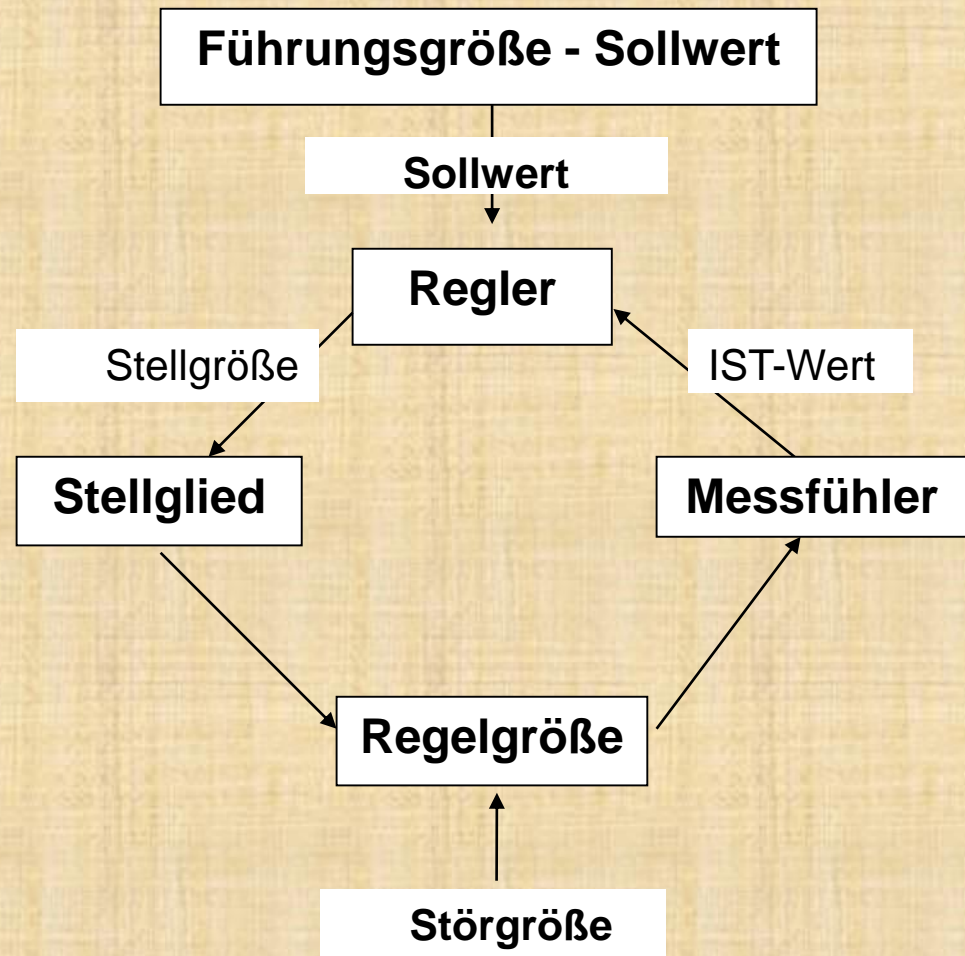 Führungsgröße - Sollwert
Sollwert
Regler
Stellgröße
IST-Wert
Stellglied
Messfühler
Regelgröße
Störgröße